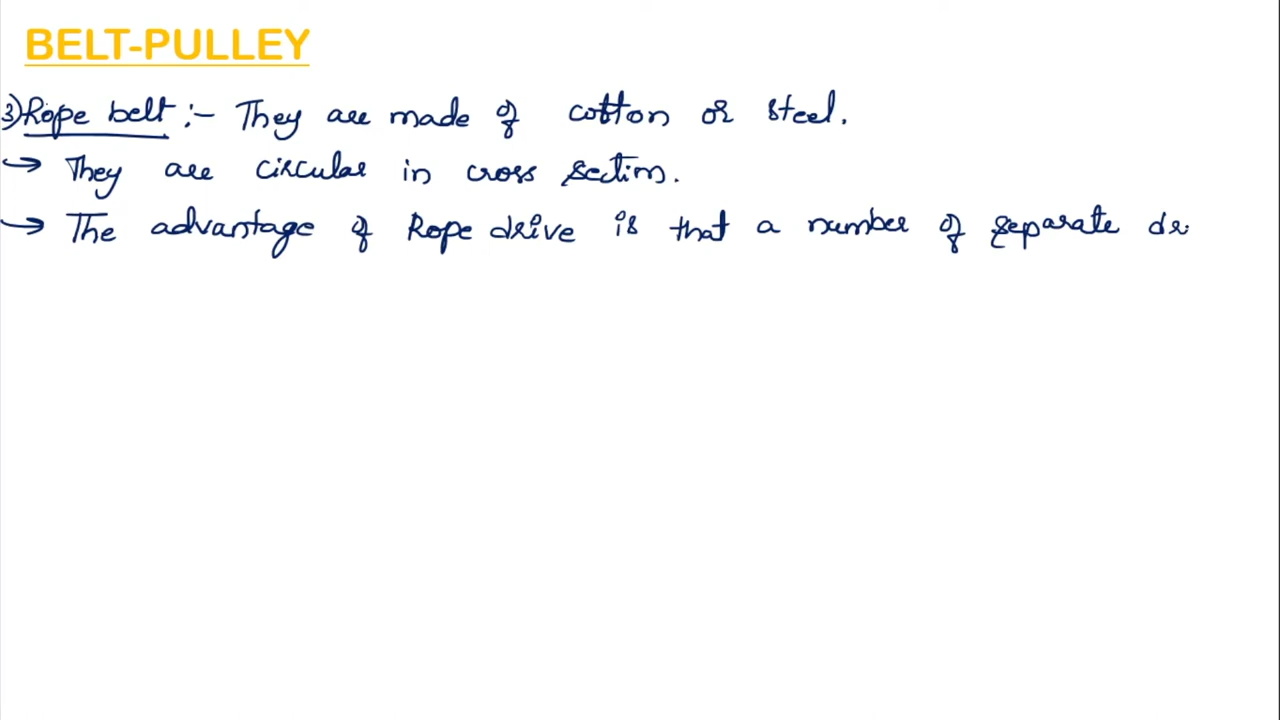 BELT-PULLEY
3) Rope belt :- They are made of cotton or steel.
→ They are circular in cross section.
→ The advantage of Rope drive is that a number of separate dr